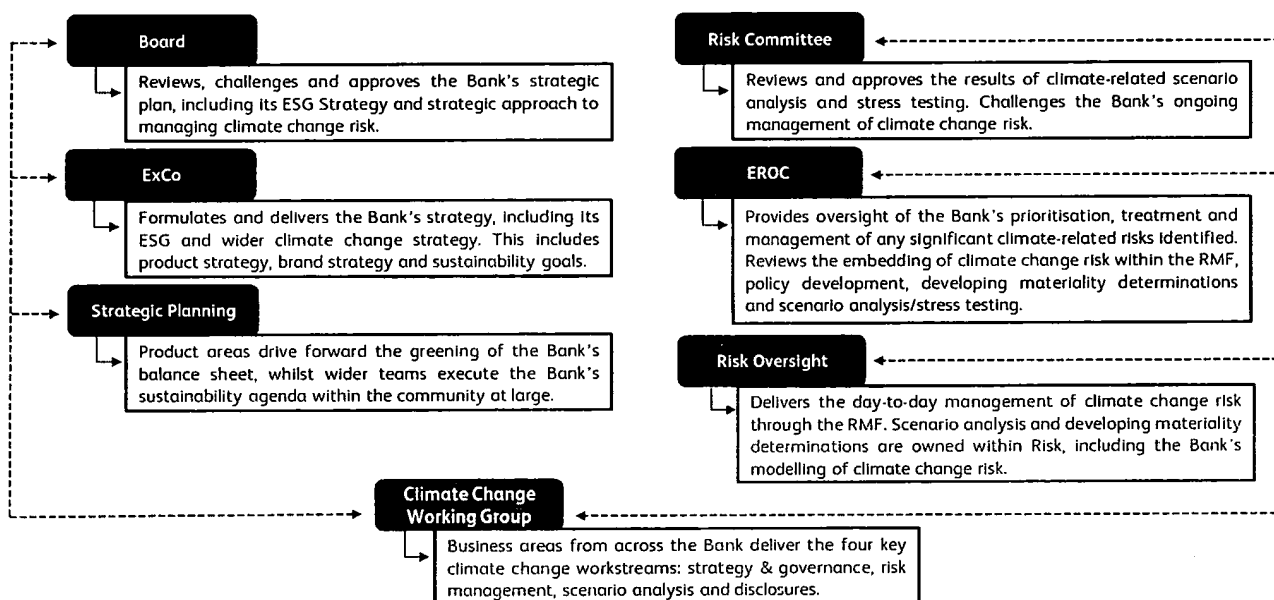 Board
Reviews, challenges and approves the Bank's strategic
plan, including its ESG Strategy and strategic approach to
managing climate change risk.
ExCo
Formulates and delivers the Bank's strategy, including its
ESG and wider climate change strategy. This includes
product strategy, brand strategy and sustainability goals.
Strategic Planning
Product areas drive forward the greening of the Bank's
balance sheet, whilst wider teams execute the Bank's
sustainability agenda within the community at large.
Risk Committee
Reviews and approves the results of climate-related scenario
analysis and stress testing. Challenges the Bank's ongoing
management of climate change risk.
EROC
Provides oversight of the Bank's prioritisation, treatment and
management of any significant climate-related risks identified.
Reviews the embedding of climate change risk within the RMF,
policy development, developing materiality determinations
and scenario analysis/stress testing.
Risk Oversight
Delivers the day-to-day management of climate change risk
through the RMF. Scenario analysis and developing materiality
determinations are owned within Risk, including the Bank's
modelling of climate change risk.
Climate Change
Working Group
Business areas from across the Bank deliver the four key
climate change workstreams: strategy & governance, risk
management, scenario analysis and disclosures.